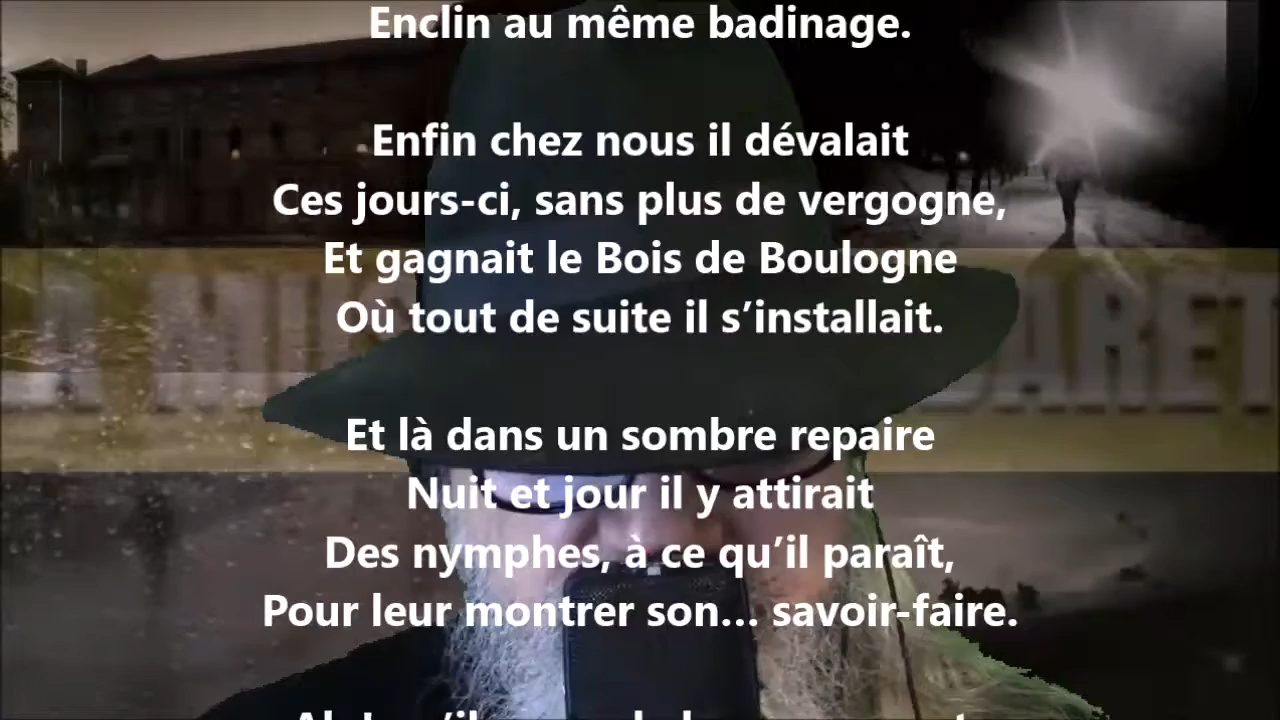 Enclin au même badinage.
Enfin chez nous il dévalait
Ces jours-ci, sans plus de vergogne,
Et gagnait le Bois de Boulogne
Où tout de suite il s’installait.
Et là dans un sombre repaire
Nuit et jour il y attirait
Des nymphes, à ce qu’il paraît,
Pour leur montrer son... savoir-faire.